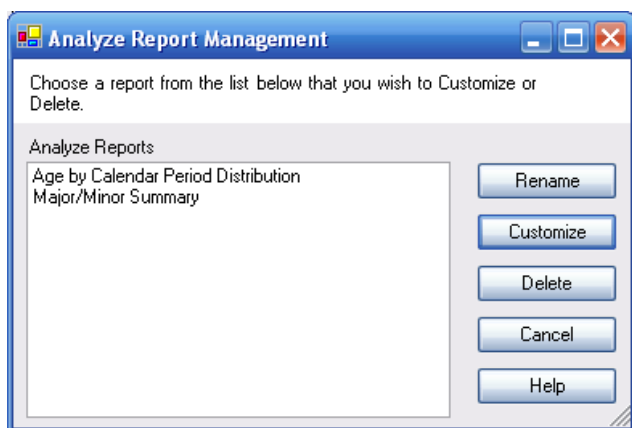 Analyze Report Management
Choose a report from the list below that you wish to Customize or
Delete.
Analyze Reports
Age by Calendar Period Distribution
Major/Minor Summary
Rename
Customize
Delete
Cancel
Help